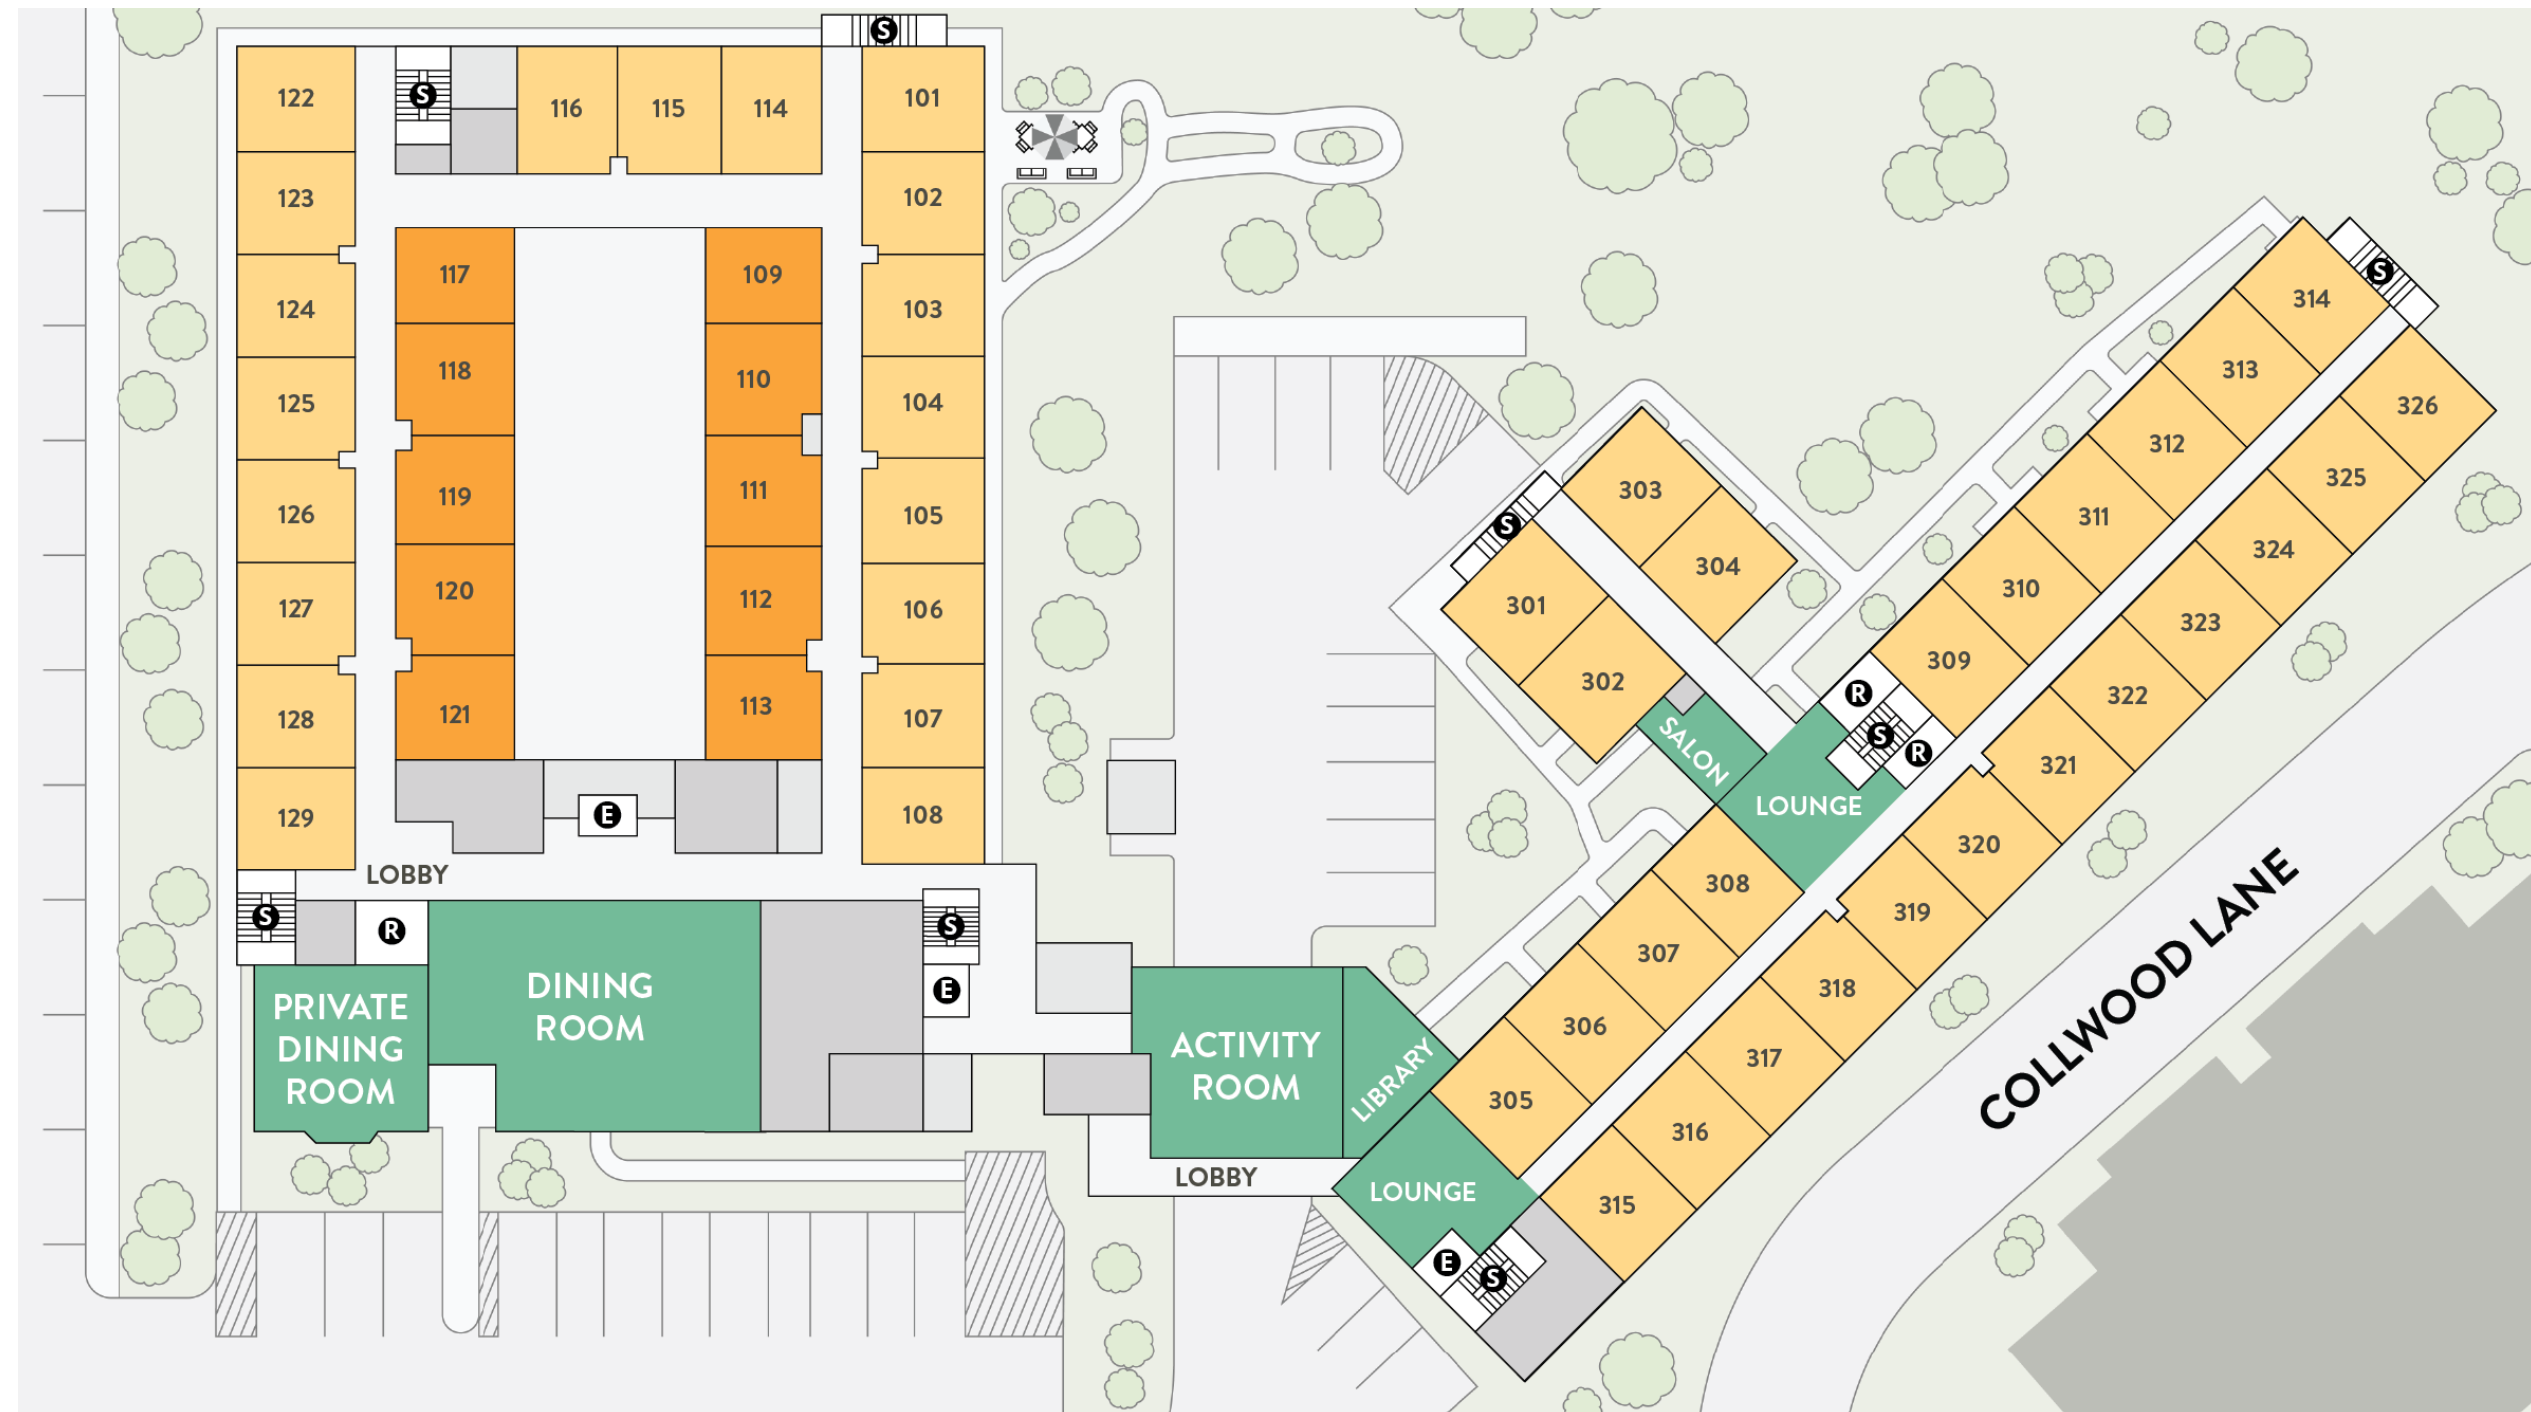 S
122
S
116
115
114
101
123
102
117
109
124
103
118
110
125
104
119
111
126
105
120
112
127
106
121
113
128
107
129
E
108
LOBBY
S
R
S
E
PRIVATE
DINING
ROOM
DINING
ROOM
ACTIVITY
ROOM
LIBRARY
LOBBY
LOUNGE
E
S
S
303
304
301
302
SALON
LOUNGE
R
S
R
S
314
313
312
311
310
309
308
307
306
305
326
325
324
323
322
321
320
319
318
317
316
315
COLLWOOD LANE